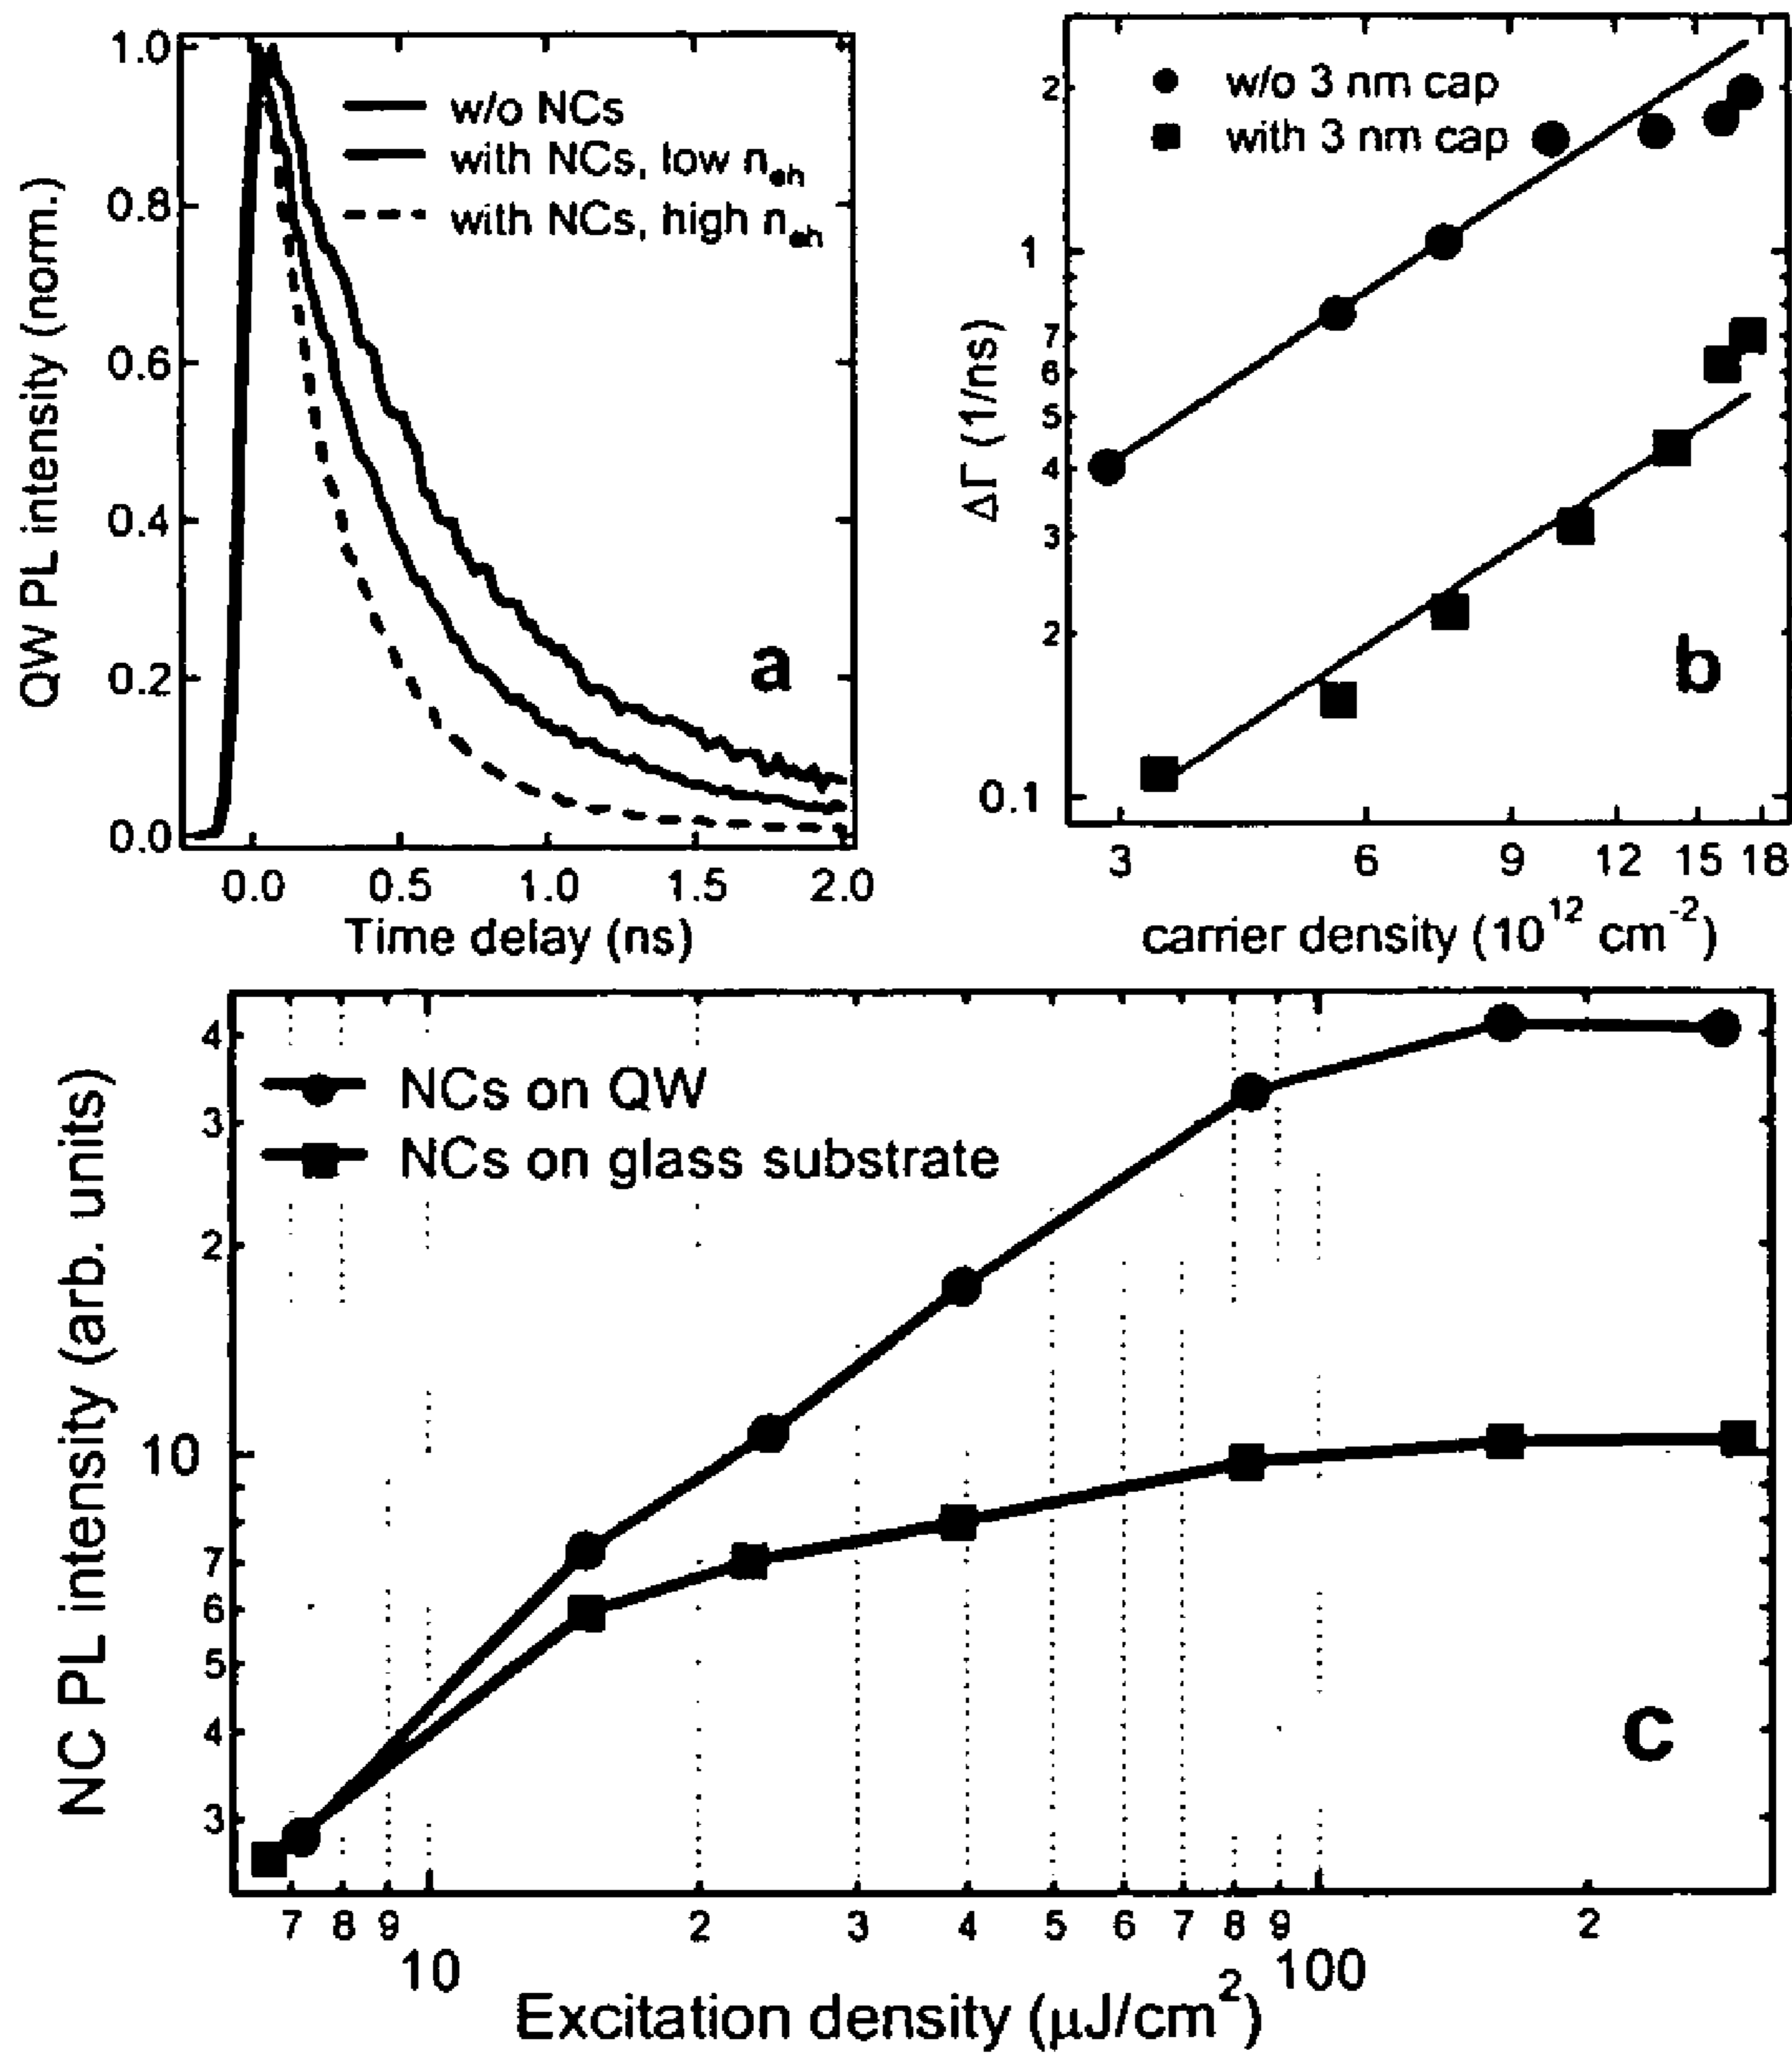 QW PL intensity (norm.)
1.0
0.8
0.6
0.4
0.2
0.0
w/o NCs
with NCs, low n_eh
with NCs, high n_eh
a
0.0 0.5 1.0 1.5 2.0
Time delay (ns)
ΔΓ (1/ns)
2
1
7
6
5
4
3
2
0.1
w/o 3 nm cap
with 3 nm cap
b
3 6 9 12 15 18
carrier density (10^12 cm^-2)
NC PL intensity (arb. units)
4
3
2
10
7
6
5
4
3
NCs on QW
NCs on glass substrate
c
7 8 9 2 3 4 5 6 7 8 9 2
10 100
Excitation density (μJ/cm^2)